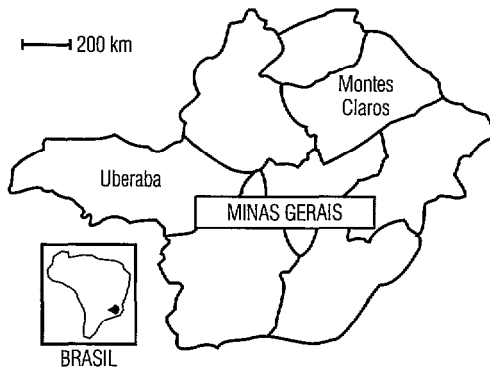 200 km
Montes
Claros
Uberaba
MINAS GERAIS
BRASIL